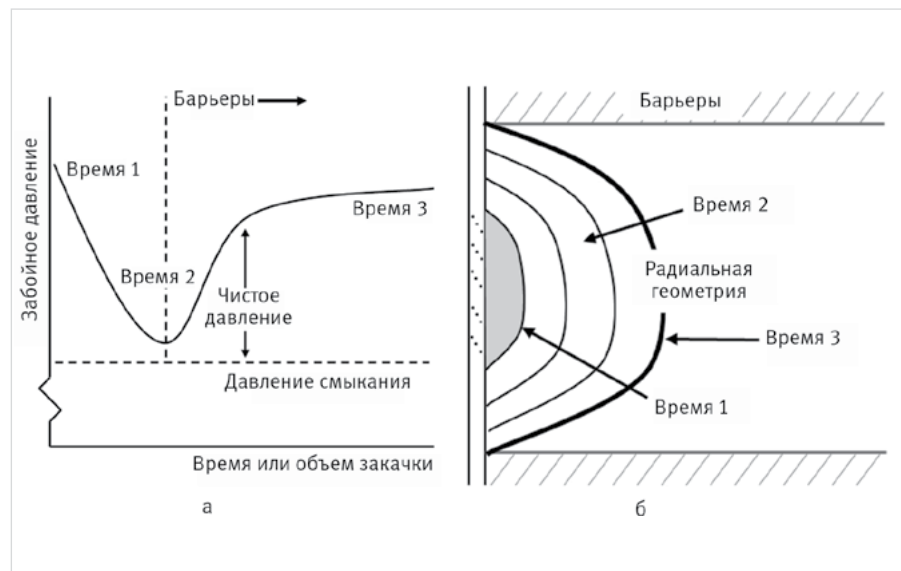 Барьеры
Время 1
Время 3
Время 2
Чистое
давление
Давление смыкания
Забойное давление
Время или объем закачки
а
Барьеры
Время 2
Радиальная
геометрия
Время 3
Время 1
б